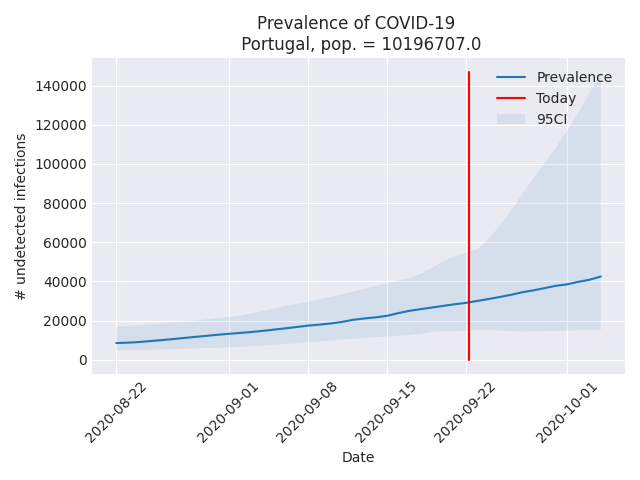 Prevalence of COVID-19
Portugal, pop. = 10196707.0
Prevalence
Today
95CI
# undetected infections
140000
120000
100000
80000
60000
40000
20000
0
2020-08-22
2020-09-01
2020-09-08
2020-09-15
2020-09-22
2020-10-01
Date